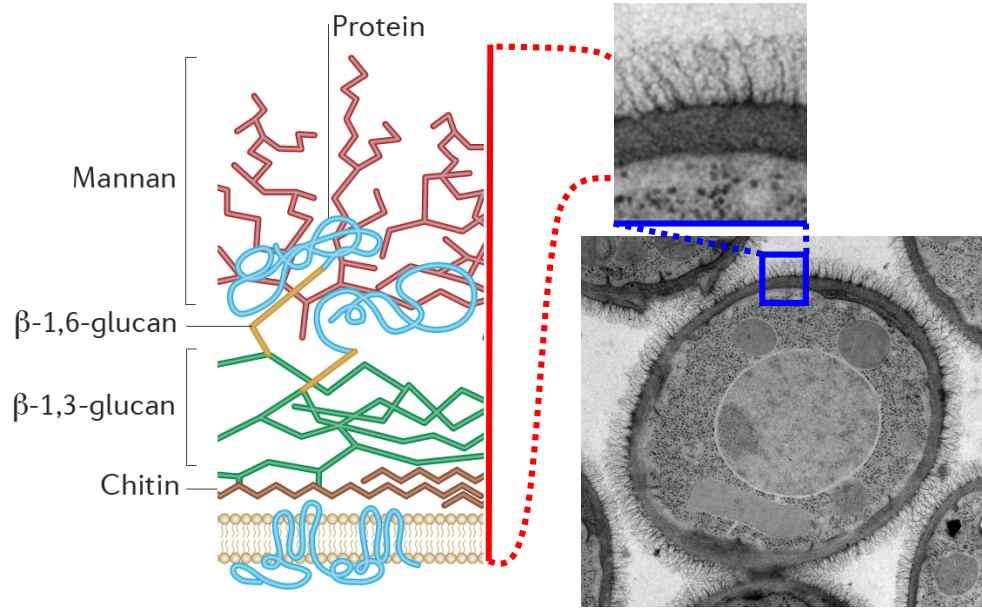 Protein
Mannan
β-1,6-glucan
β-1,3-glucan
Chitin